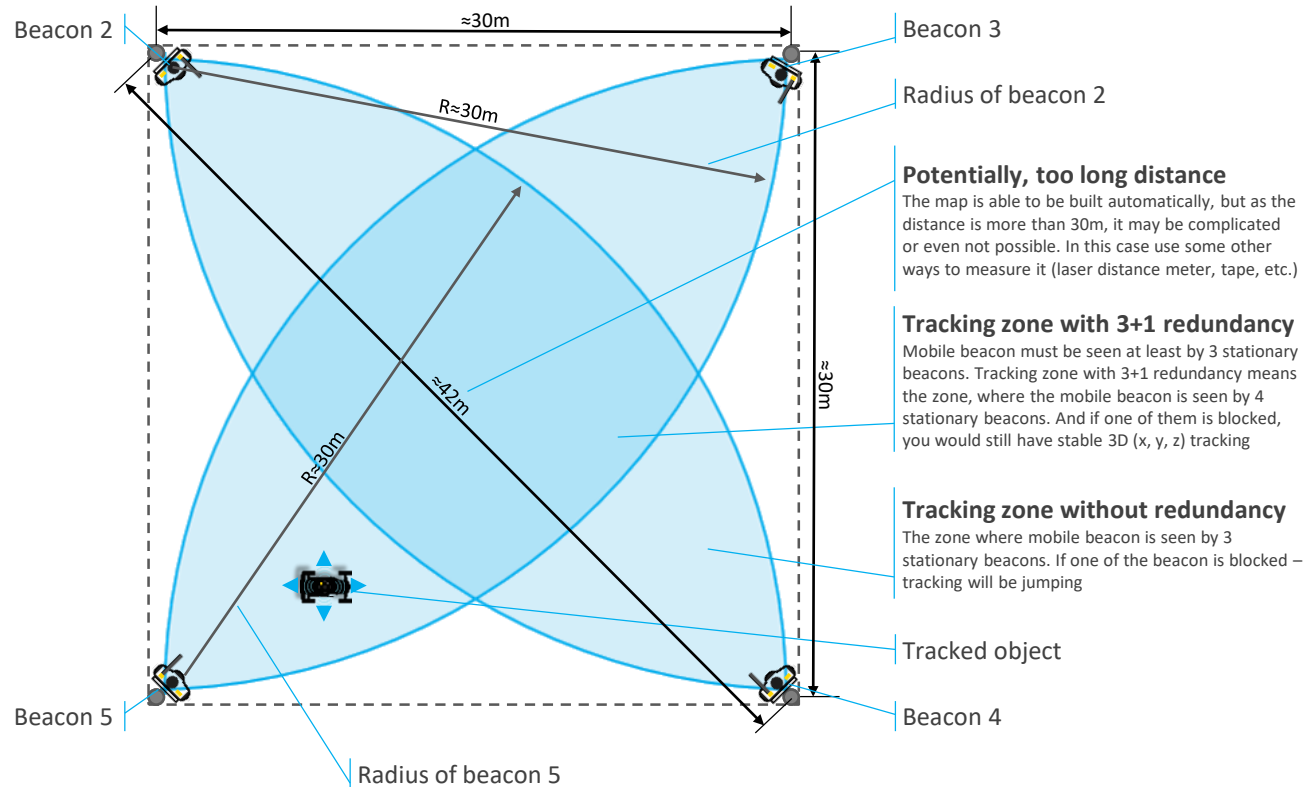 ≈30m
Beacon 2
Beacon 3
R≈30m
Radius of beacon 2
Potentially, too long distance
The map is able to be built automatically, but as the
distance is more than 30m, it may be complicated
or even not possible. In this case use some other
ways to measure it (laser distance meter, tape, etc.)
Tracking zone with 3+1 redundancy
Mobile beacon must be seen at least by 3 stationary
beacons. Tracking zone with 3+1 redundancy means
the zone, where the mobile beacon is seen by 4
stationary beacons. And if one of them is blocked,
you would still have stable 3D (x, y, z) tracking
≈30m
≈42m
R≈30m
Tracking zone without redundancy
The zone where mobile beacon is seen by 3
stationary beacons. If one of the beacon is blocked –
tracking will be jumping
Tracked object
Beacon 5
Beacon 4
Radius of beacon 5